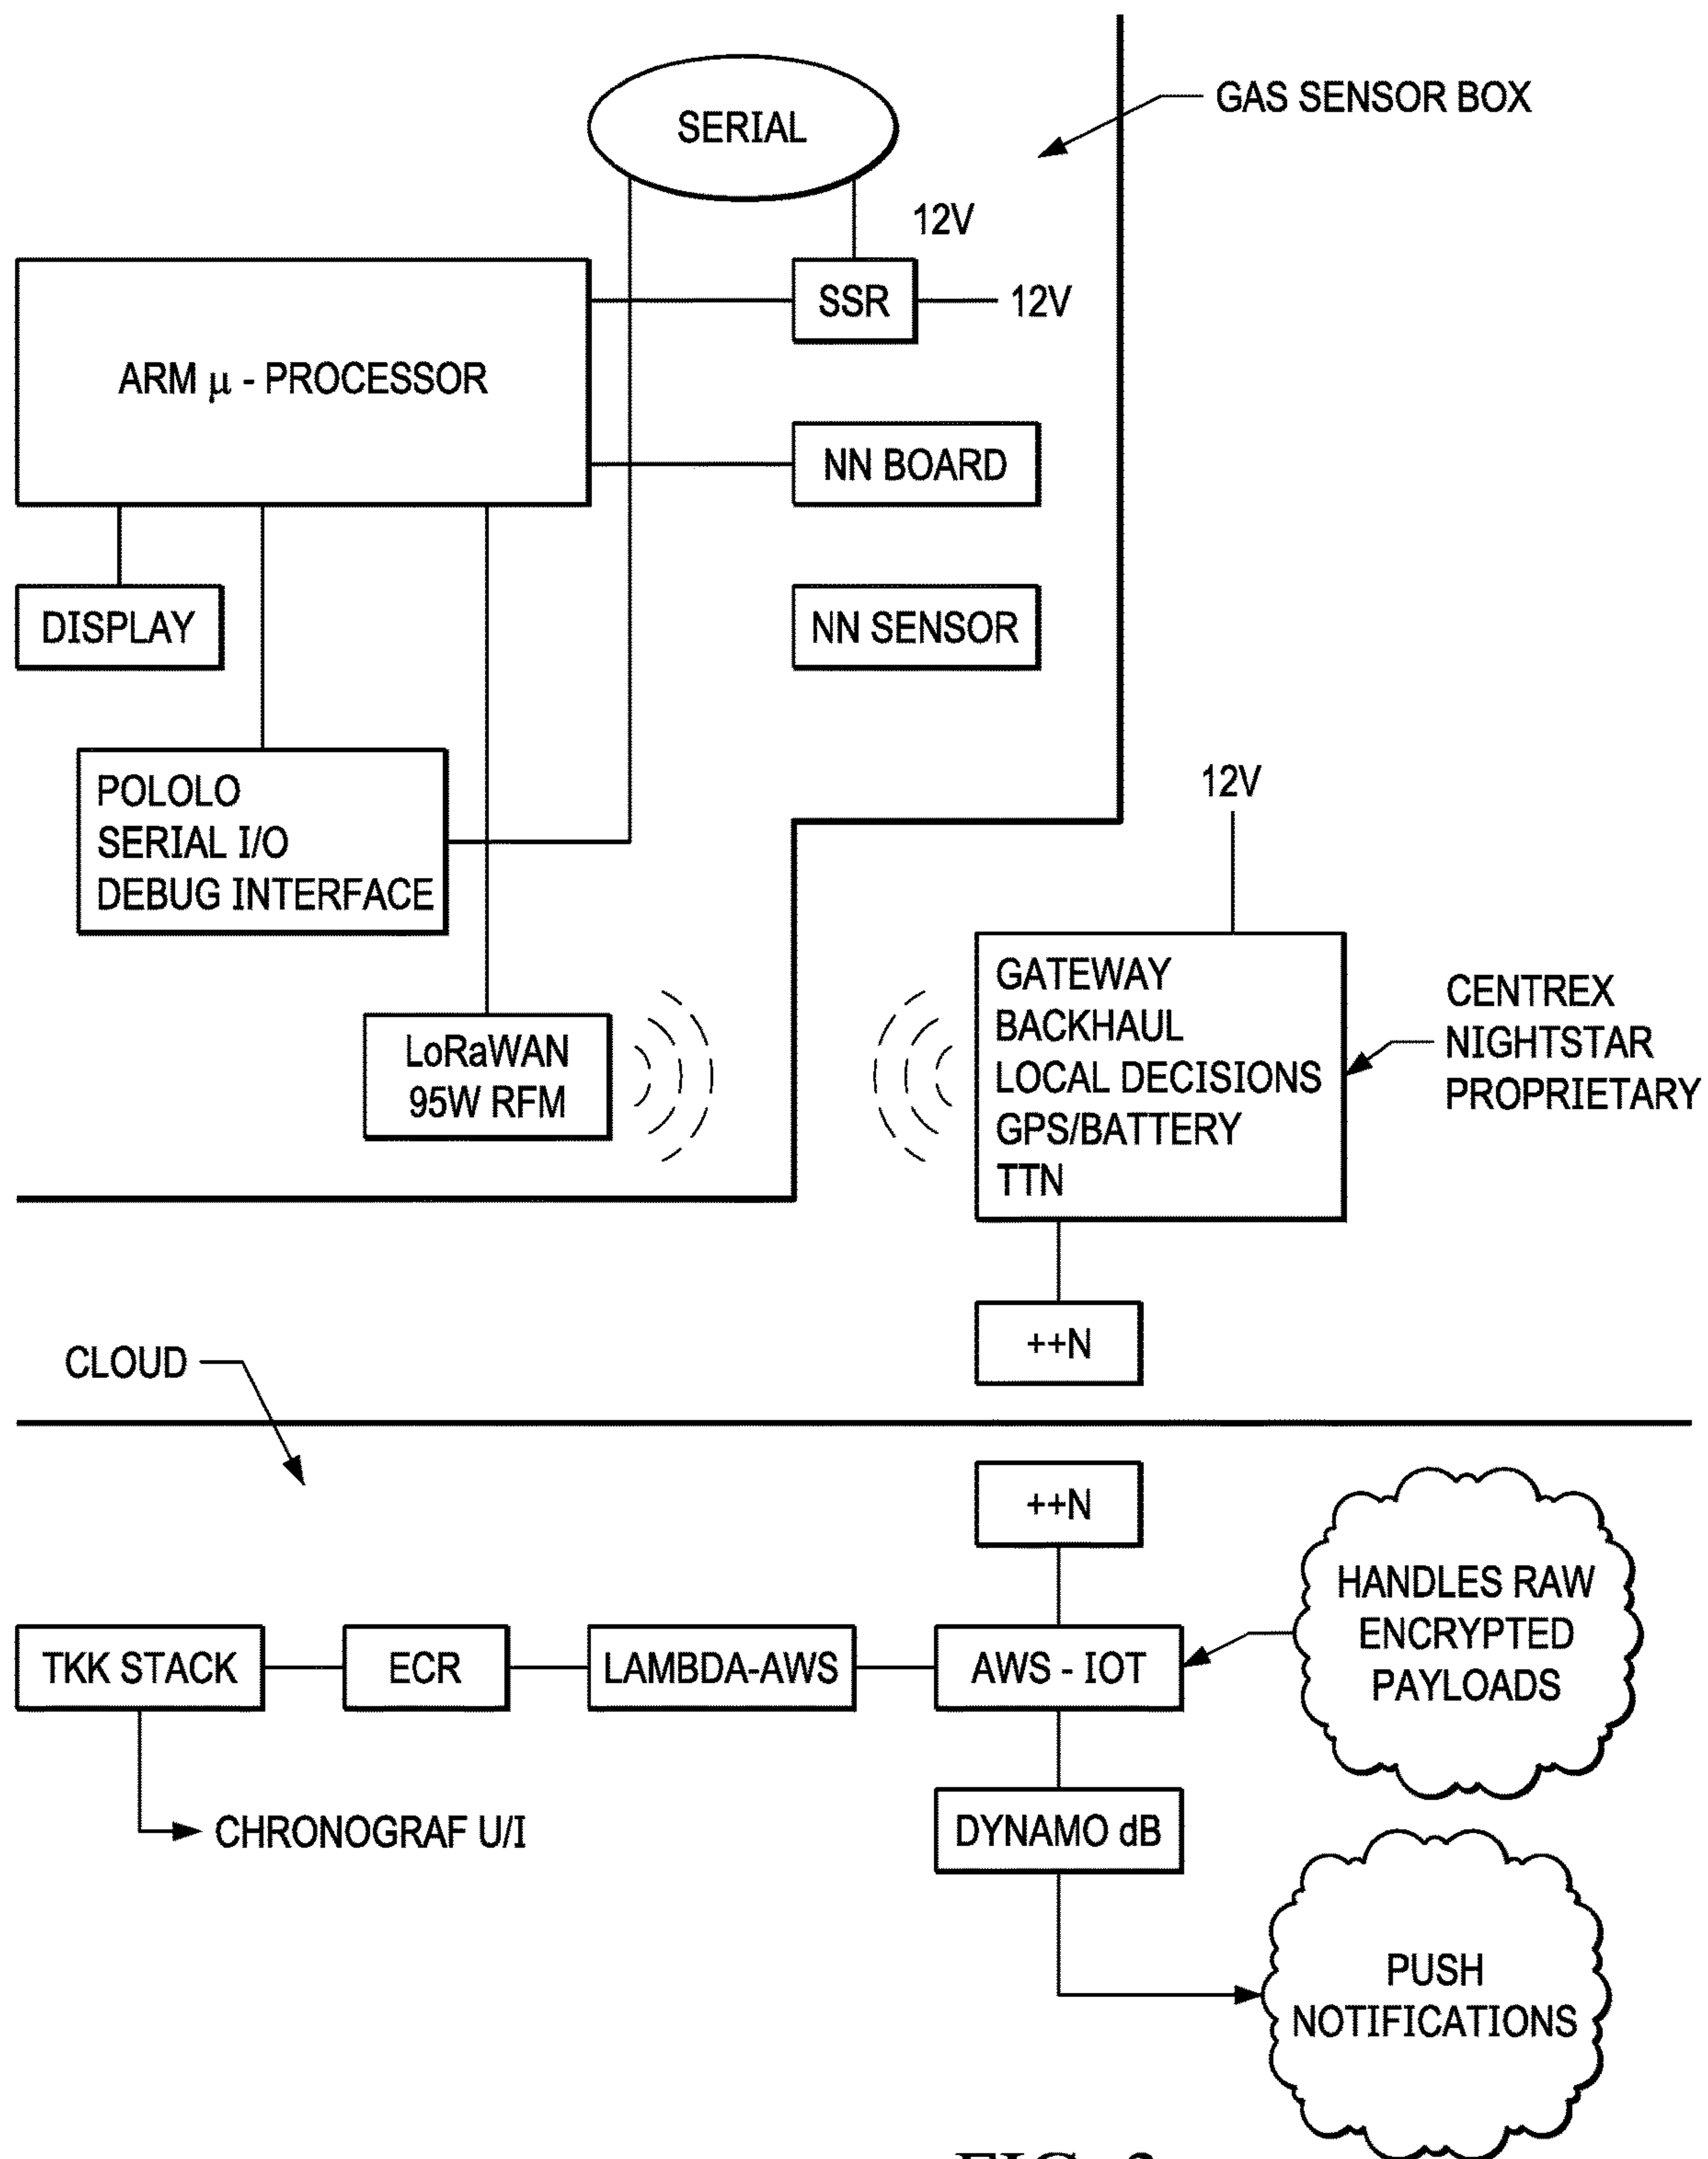 SERIAL
GAS SENSOR BOX
12V
SSR
12V
ARM µ - PROCESSOR
NN BOARD
DISPLAY
NN SENSOR
POLOLO
SERIAL I/O
DEBUG INTERFACE
12V
LoRaWAN
95W RFM
GATEWAY
BACKHAUL
LOCAL DECISIONS
GPS/BATTERY
TTN
CENTREX
NIGHTSTAR
PROPRIETARY
++N
CLOUD
++N
HANDLES RAW
ENCRYPTED
PAYLOADS
TKK STACK
ECR
LAMBDA-AWS
AWS - IOT
CHRONOGRAF U/I
DYNAMO dB
PUSH
NOTIFICATIONS